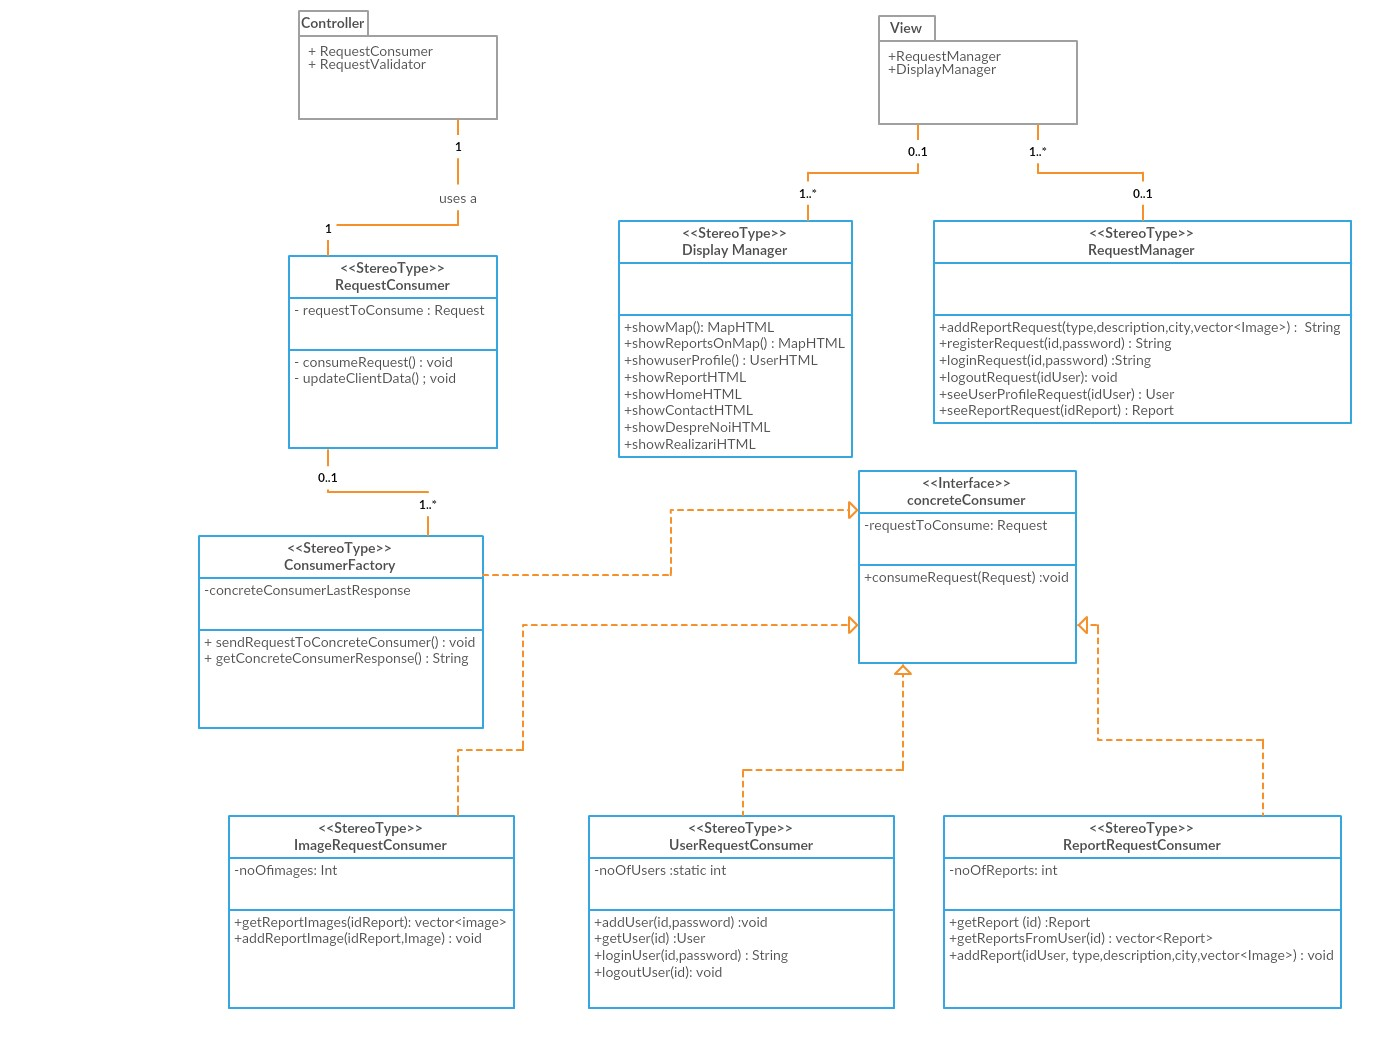 Controller
+ RequestConsumer
+ RequestValidator
View
+RequestManager
+DisplayManager
1
uses a
1
0..1
1..*
1..*
0..1
<<StereoType>>
RequestConsumer
- requestToConsume : Request
- consumeRequest() : void
- updateClientData() ; void
<<StereoType>>
Display Manager
+showMap(): MapHTML
+showReportsOnMap() : MapHTML
+showuserProfile() : UserHTML
+showReportHTML
+showHomeHTML
+showContactHTML
+showDespreNoiHTML
+showRealizariHTML
<<StereoType>>
RequestManager
+addReportRequest(type,description,city,vector<Image>) :  String
+registerRequest(id,password) : String
+loginRequest(id,password) :String
+logoutRequest(idUser): void
+seeUserProfileRequest(idUser) : User
+seeReportRequest(idReport) : Report
0..1
1..*
<<StereoType>>
ConsumerFactory
-concreteConsumerLastResponse
+ sendRequestToConcreteConsumer() : void
+ getConcreteConsumerResponse() : String
<<Interface>>
concreteConsumer
-requestToConsume: Request
+consumeRequest(Request) :void
<<StereoType>>
ImageRequestConsumer
-noOfimages: Int
+getReportImages(idReport): vector<image>
+addReportImage(idReport,Image) : void
<<StereoType>>
UserRequestConsumer
-noOfUsers :static int
+addUser(id,password) :void
+getUser(id) :User
+loginUser(id,password) : String
+logoutUser(id): void
<<StereoType>>
ReportRequestConsumer
-noOfReports: int
+getReport (id) :Report
+getReportsFromUser(id) : vector<Report>
+addReport(idUser, type,description,city,vector<Image>) : void